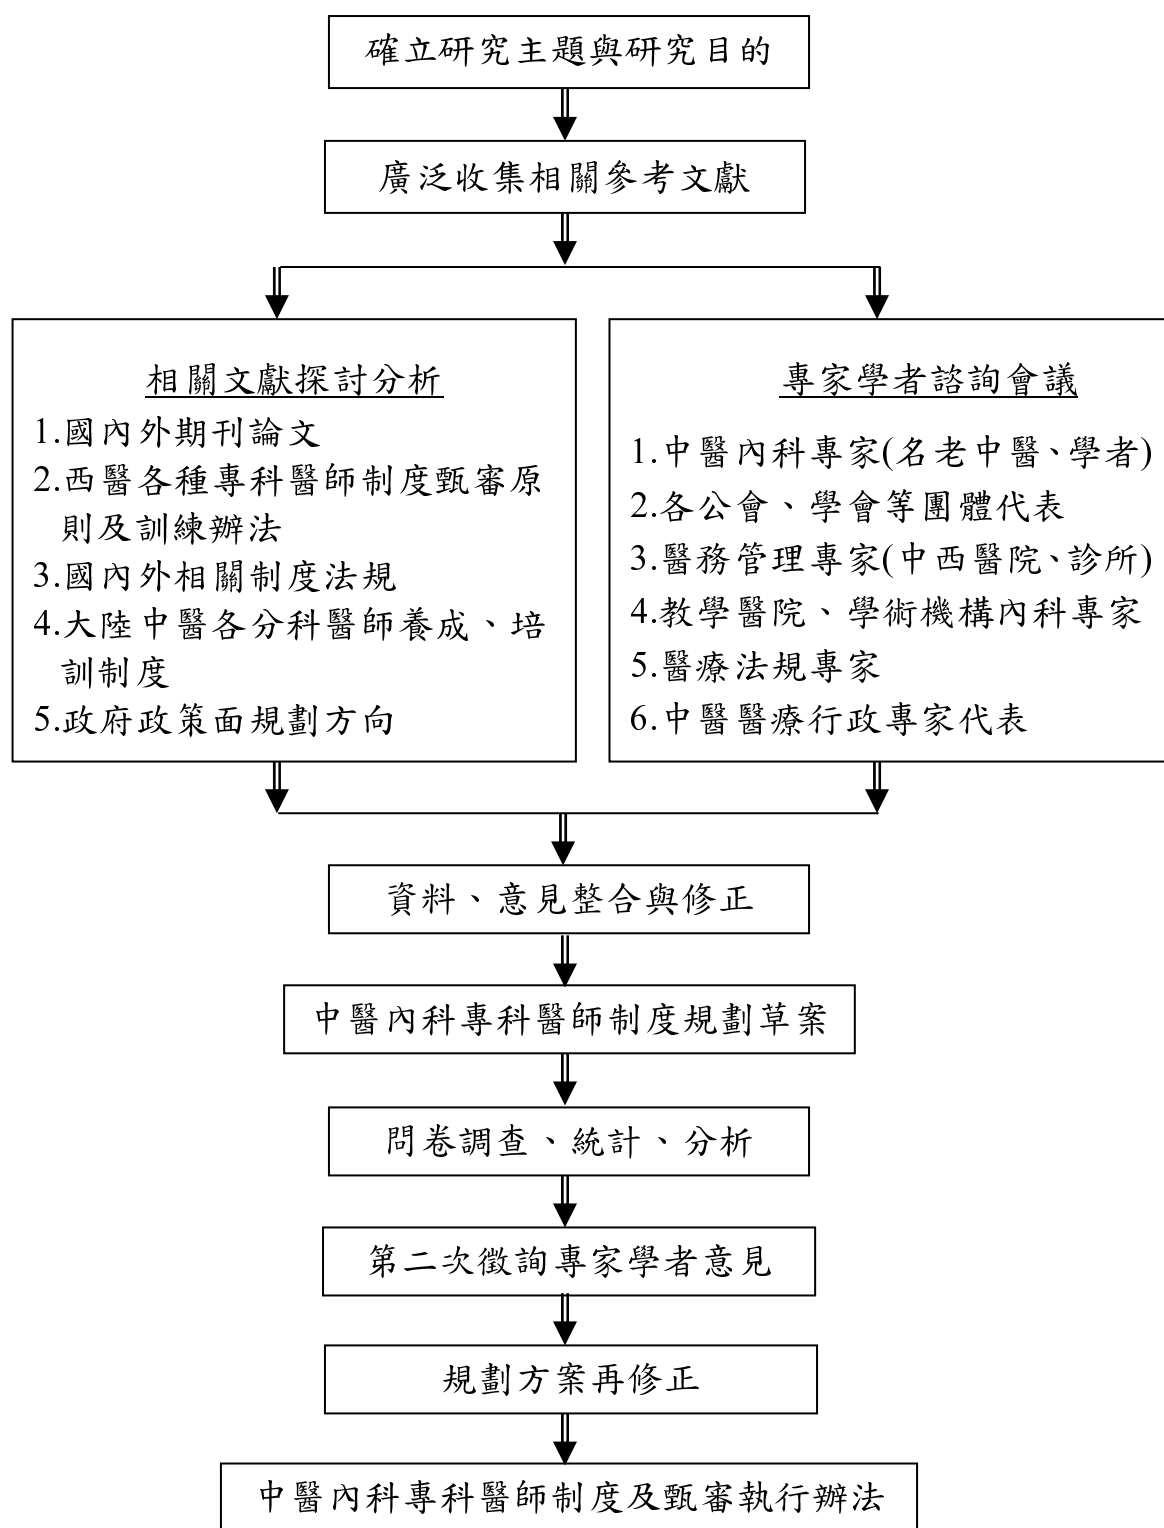 確立研究主題與研究目的
廣泛收集相關參考文獻
相關文獻探討分析
1.國內外期刊論文
2.西醫各種專科醫師制度甄審原
則及訓練辦法
3.國內外相關制度法規
4.大陸中醫各分科醫師養成、培
訓制度
5.政府政策面規劃方向
專家學者諮詢會議
1.中醫內科專家(名老中醫、學者)
2.各公會、學會等團體代表
3.醫務管理專家(中西醫院、診所)
4.教學醫院、學術機構內科專家
5.醫療法規專家
6.中醫醫療行政專家代表
資料、意見整合與修正
中醫內科專科醫師制度規劃草案
問卷調查、統計、分析
第二次徵詢專家學者意見
規劃方案再修正
中醫內科專科醫師制度及甄審執行辦法